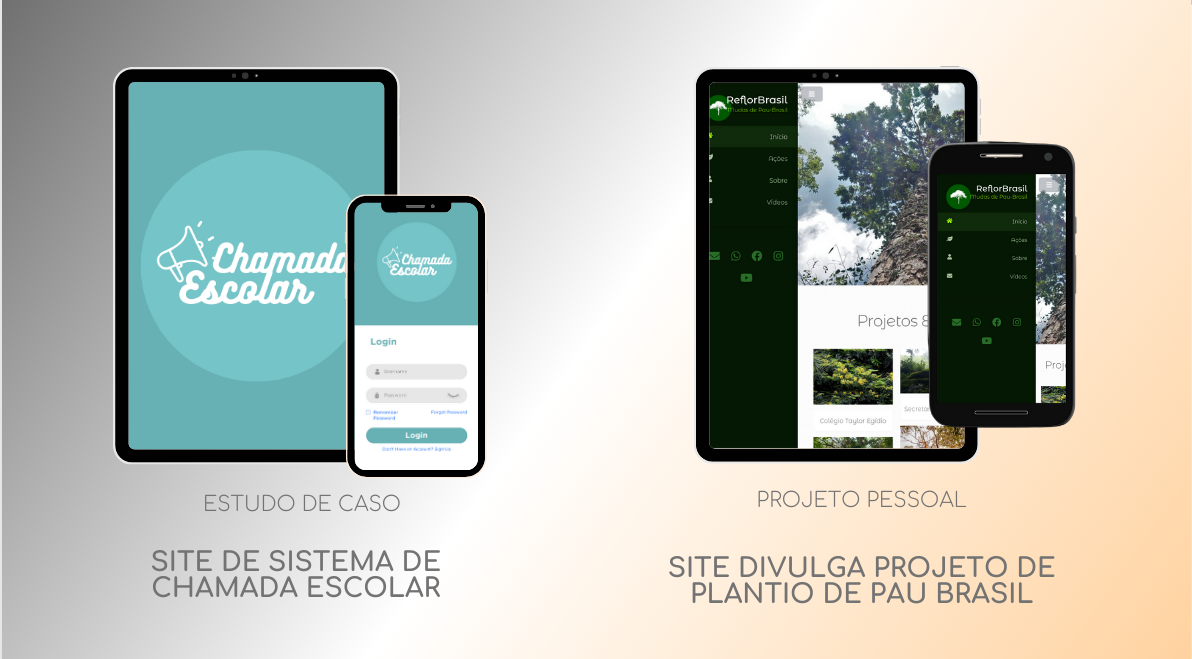 Chamada
Escolar
Chamada
Escolar
Login
Username
Password
Remember
Password
Forgot Password
Login
Don't Have an Account? SignUp
ESTUDO DE CASO
SITE DE SISTEMA DE
CHAMADA ESCOLAR
ReflorBrasil
Mudas de Pau-Brasil
Início
Ações
Sobre
Vídeos
Projetos &
Colégio Taylor Egídio
Secretar
ReflorBrasil
Mudas de Pau-Brasil
Início
Ações
Sobre
Vídeos
Proj
PROJETO PESSOAL
SITE DIVULGA PROJETO DE
PLANTIO DE PAU BRASIL